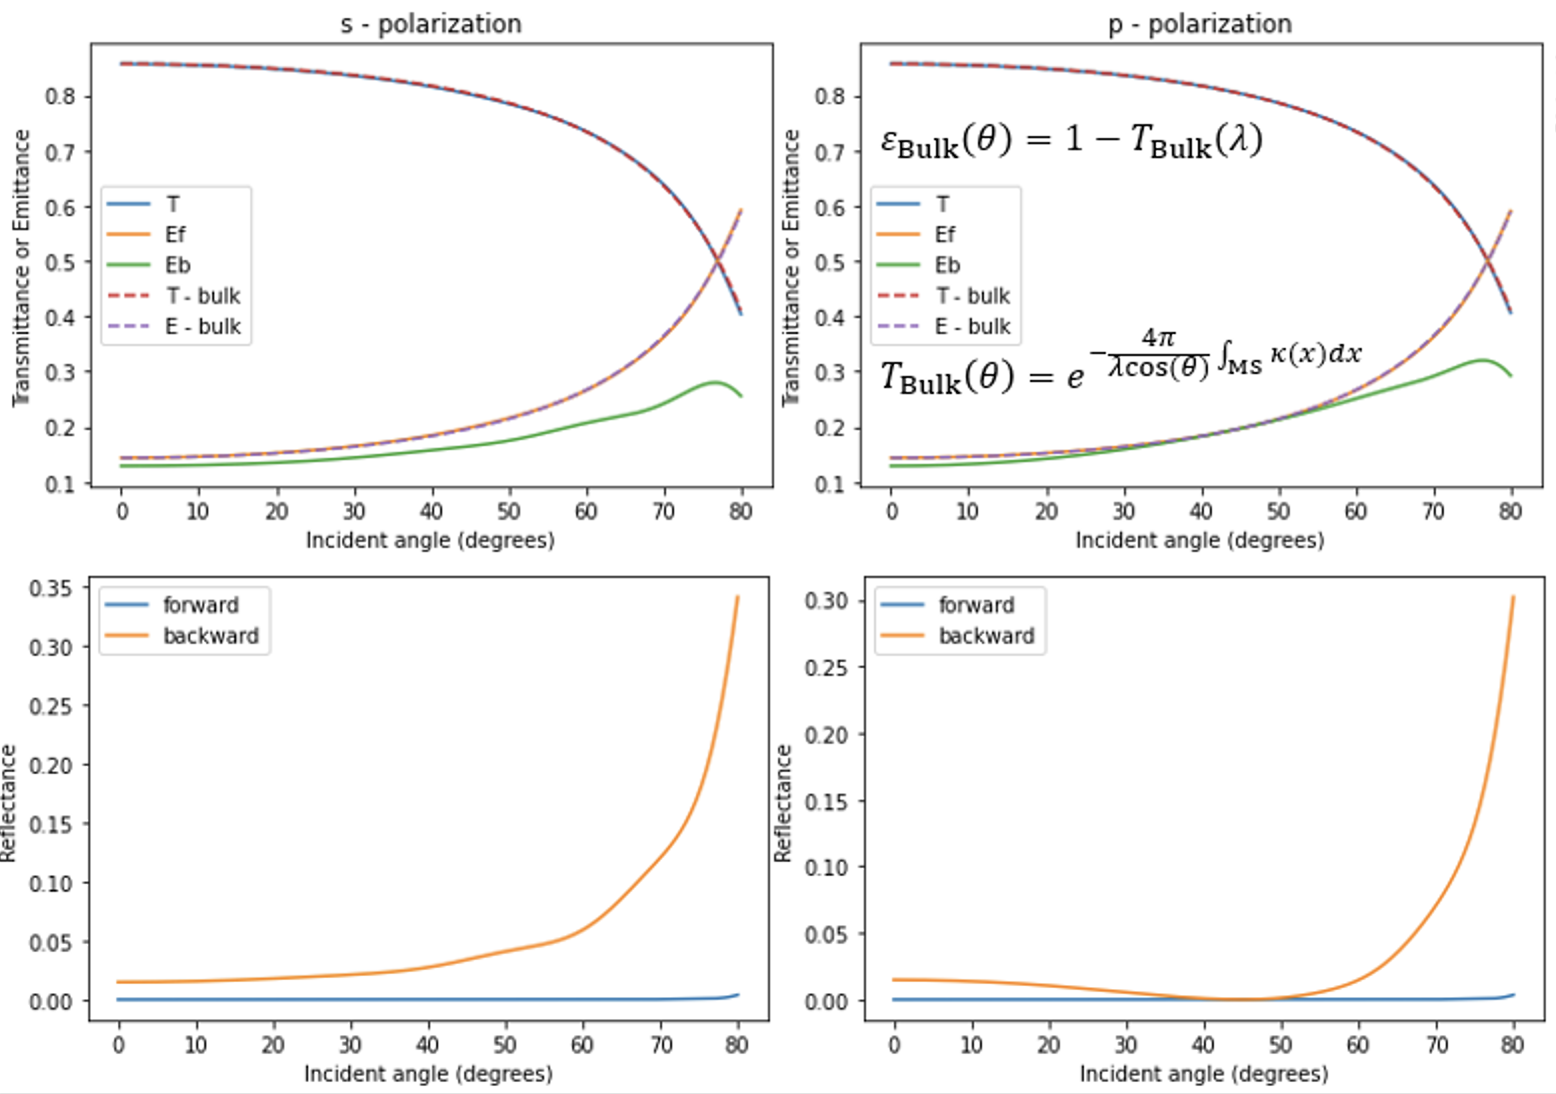 s - polarization
Transmittance or Emittance
0.8
0.7
0.6
0.5
0.4
0.3
0.2
0.1
T
Ef
Eb
T - bulk
E - bulk
0 10 20 30 40 50 60 70 80
Incident angle (degrees)
p - polarization
Transmittance or Emittance
0.8
0.7
0.6
0.5
0.4
0.3
0.2
0.1
ε_Bulk(θ) = 1 − T_Bulk(λ)
T
Ef
Eb
T - bulk
E - bulk
T_Bulk(θ) = e^{−\frac{4π}{λcos(θ)} ∫_MS κ(x)dx}
0 10 20 30 40 50 60 70 80
Incident angle (degrees)
Reflectance
0.35
0.30
0.25
0.20
0.15
0.10
0.05
0.00
forward
backward
0 10 20 30 40 50 60 70 80
Incident angle (degrees)
Reflectance
0.30
0.25
0.20
0.15
0.10
0.05
0.00
forward
backward
0 10 20 30 40 50 60 70 80
Incident angle (degrees)